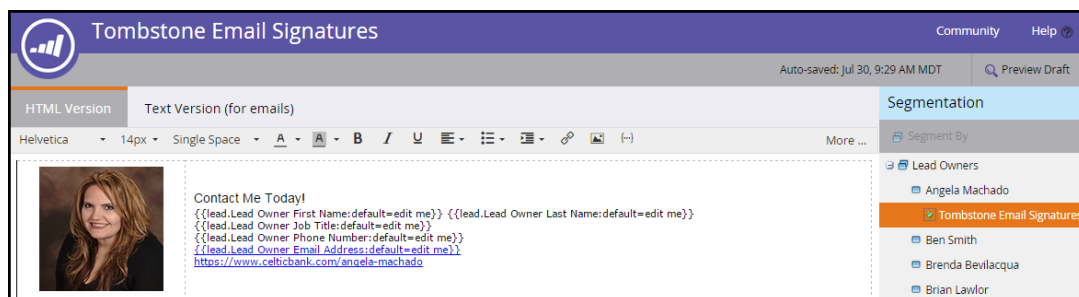 Tombstone Email Signatures
Community Help ?
Auto-saved: Jul 30, 9:29 AM MDT Preview Draft
HTML Version Text Version (for emails)
Segmentation
Helvetica 14px Single Space A A B I U More ...
Segment By
Lead Owners
Angela Machado
Tombstone Email Signatures
Ben Smith
Brenda Bevilacqua
Brian Lawlor
Contact Me Today!
{{lead.Lead Owner First Name:default=edit me}} {{lead.Lead Owner Last Name:default=edit me}}
{{lead.Lead Owner Job Title:default=edit me}}
{{lead.Lead Owner Phone Number:default=edit me}}
{{lead.Lead Owner Email Address:default=edit me}}
https://www.celticbank.com/angela-machado